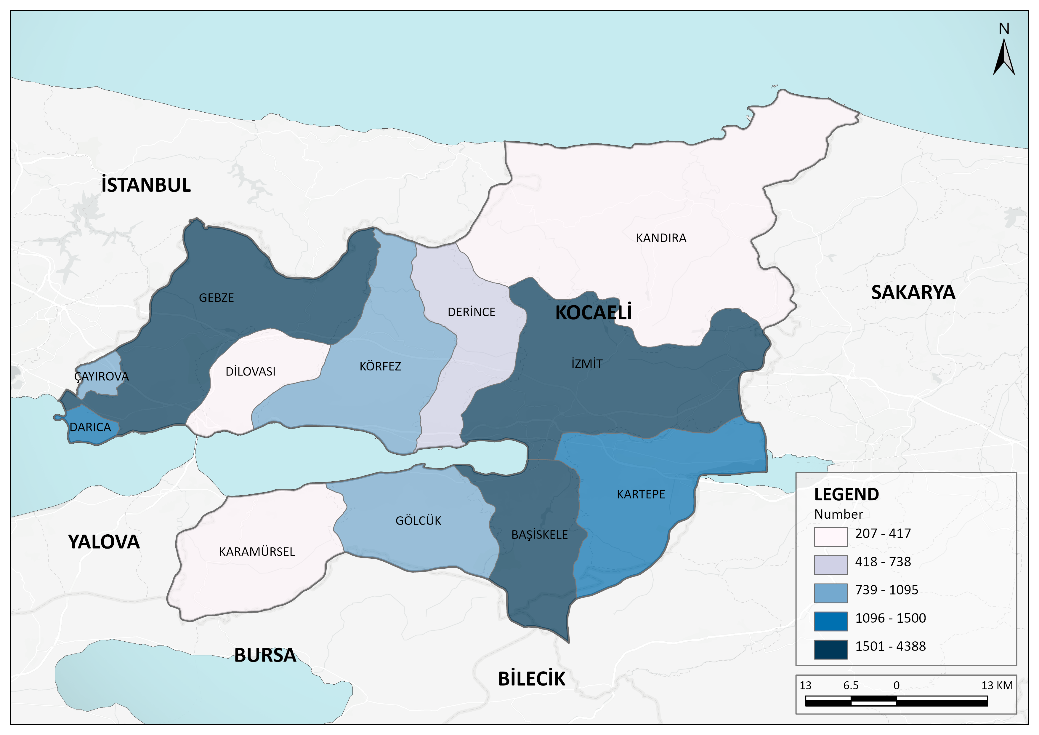 N
İSTANBUL
KANDIRA
SAKARYA
GEBZE
DERİNCE
KOCAELİ
KÖRFEZ
İZMİT
DİLOVASI
ÇAYIROVA
DARICA
KARTEPE
GÖLCÜK
BAŞİSKELE
YALOVA
KARAMÜRSEL
BURSA
BİLECİK
LEGEND
Number
207 - 417
418 - 738
739 - 1095
1096 - 1500
1501 - 4388
13 6.5 0 13 KM